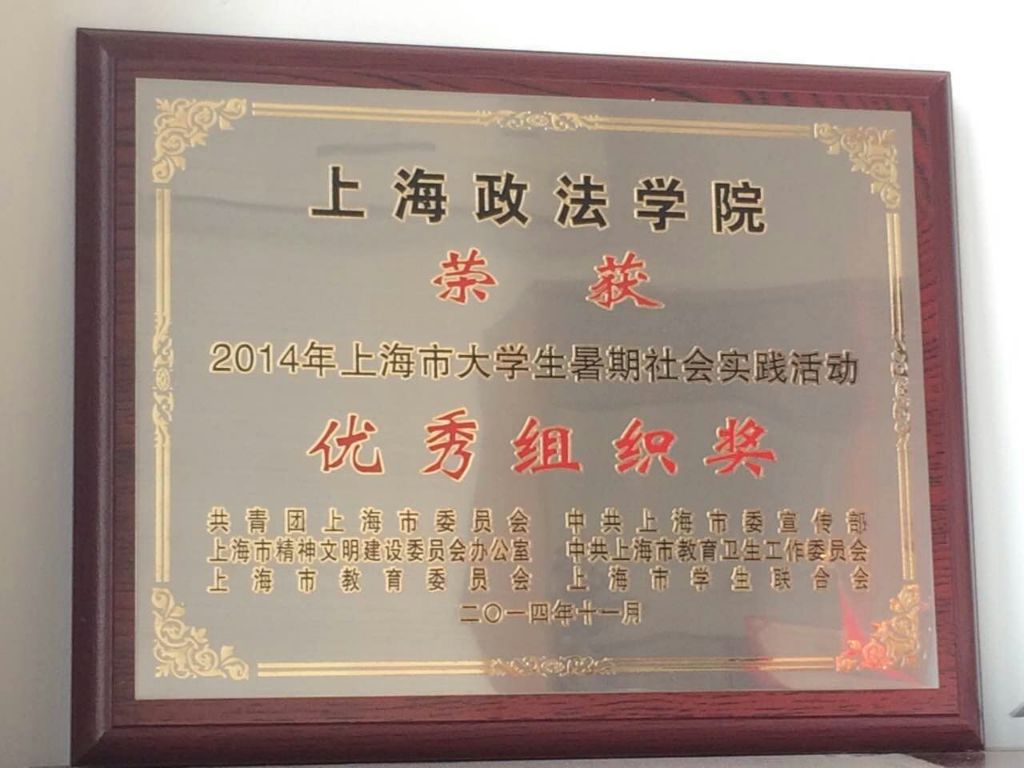 上海政法学院
荣获
2014年上海市大学生暑期社会实践活动
优秀组织奖
共青团上海市委员会 中共上海市委宣传部
上海市精神文明建设委员会办公室 中共上海市教育卫生工作委员会
上海市教育委员会 上海市学生联合会
二〇一四年十一月